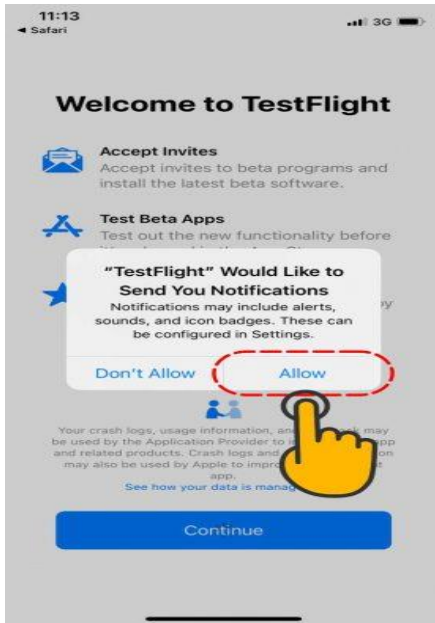 11:13
◀ Safari
3G
Welcome to TestFlight
Accept Invites
Accept invites to beta programs and
install the latest beta software.
Test Beta Apps
Test out the new functionality before
"TestFlight" Would Like to
Send You Notifications
Notifications may include alerts,
sounds, and icon badges. These can
be configured in Settings.
Don't Allow
Allow
Your crash logs, usage information, and may
be used by the Application Provider to app
and related products. Crash logs and
may also be used by Apple to
app.
See how your data is
Continue